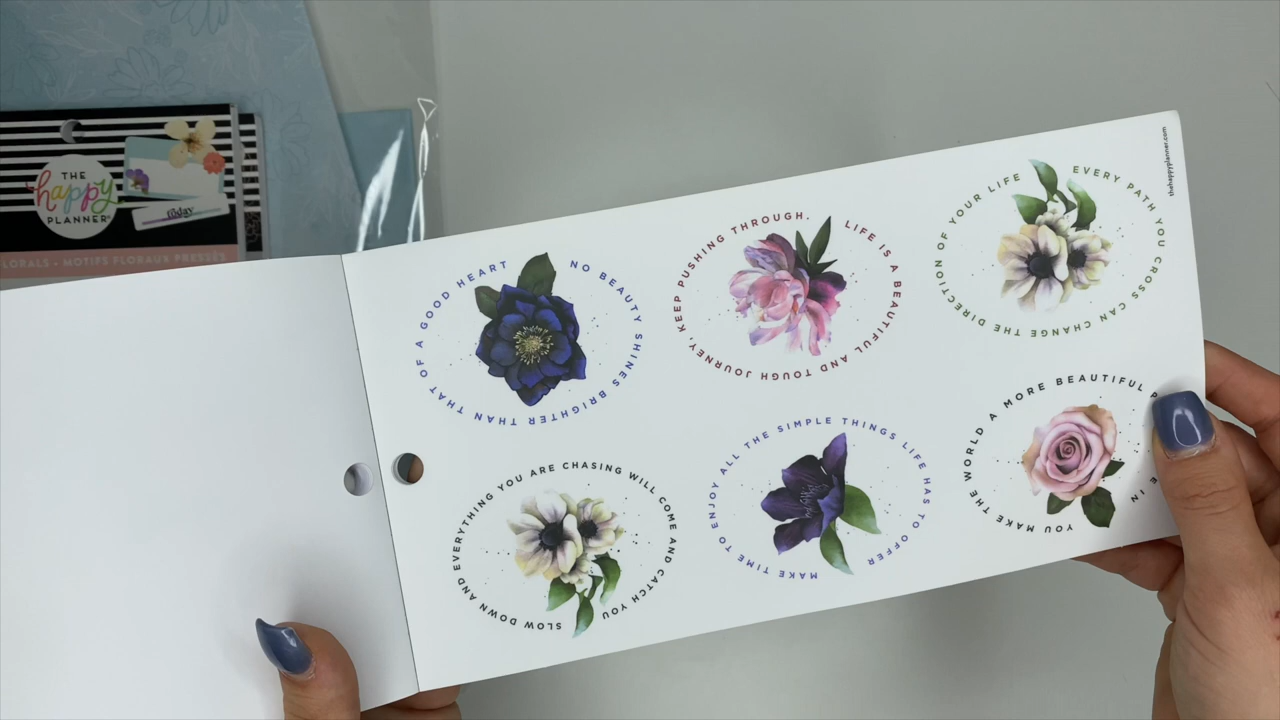 THE
happy
PLANNER
today
LORALS • MOTIFS FLORAUX PRESSÉS
thehappyplanner.com
NO BEAUTY SHINES BRIGHTER THAN THAT OF A GOOD HEART
LIFE IS A BEAUTIFUL AND TOUGH JOURNEY, KEEP PUSHING THROUGH.
EVERY PATH YOU CROSS CAN CHANGE THE DIRECTION OF YOUR LIFE
SLOW DOWN AND EVERYTHING YOU ARE CHASING WILL COME AND CATCH YOU
MAKE TIME TO ENJOY ALL THE SIMPLE THINGS LIFE HAS TO OFFER
YOU MAKE THE WORLD A MORE BEAUTIFUL P E IN